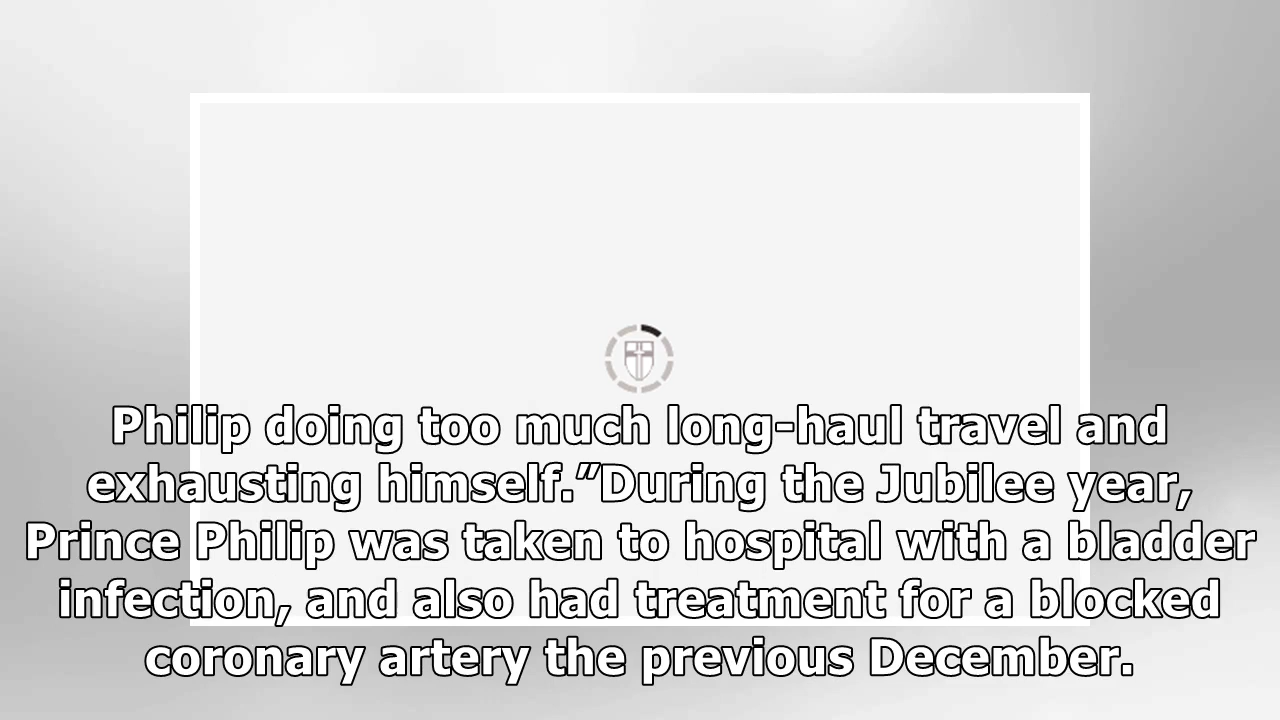 Philip doing too much long-haul travel and
exhausting himself.”During the Jubilee year,
Prince Philip was taken to hospital with a bladder
infection, and also had treatment for a blocked
coronary artery the previous December.